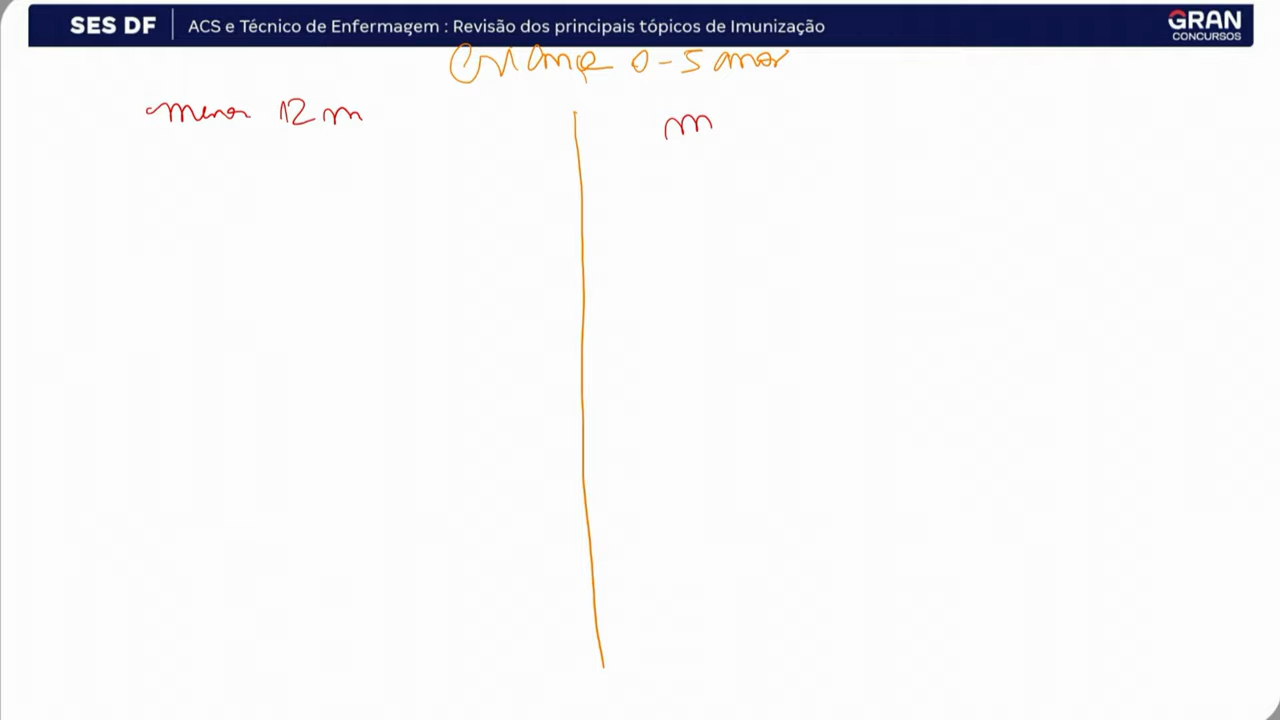 SES DF ACS e Técnico de Enfermagem : Revisão dos principais tópicos de Imunização GRAN CONCURSOS
Criança 0-5 anos
menor 12 m
m